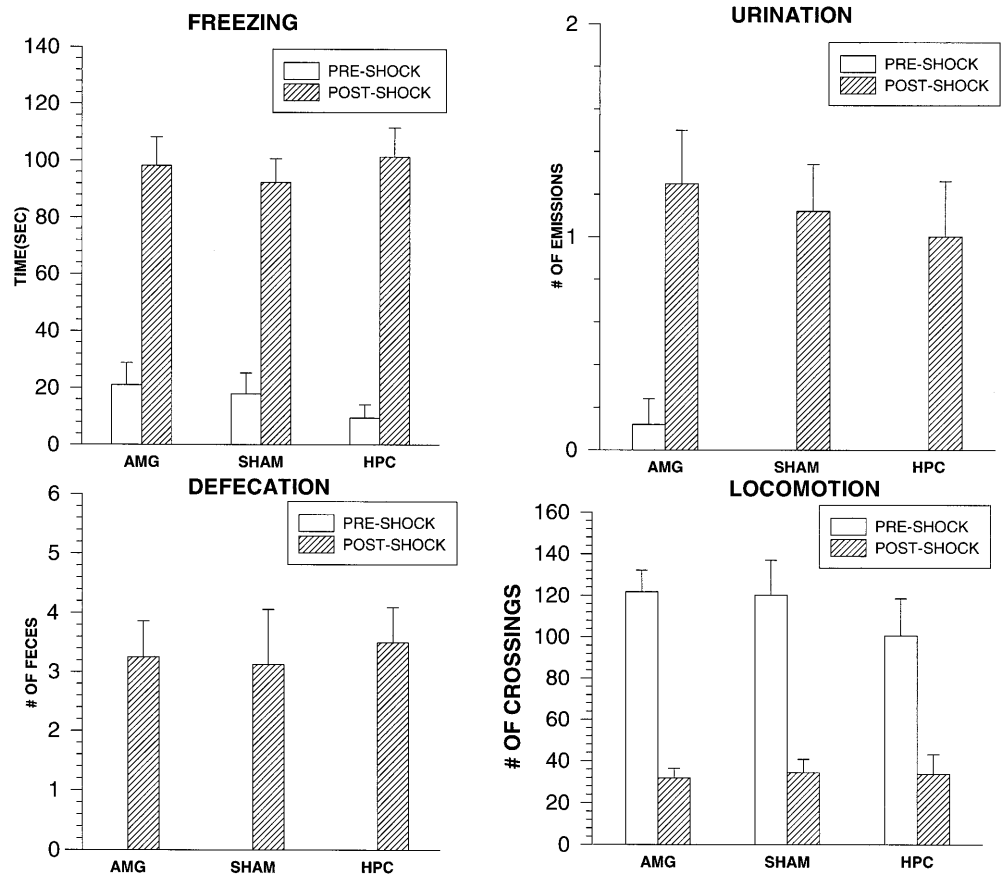 FREEZING
140
120
100
80
60
40
20
0
TIME(SEC)
PRE-SHOCK
POST-SHOCK
AMG SHAM HPC
URINATION
2
1
0
# OF EMISSIONS
PRE-SHOCK
POST-SHOCK
AMG SHAM HPC
DEFECATION
6
5
4
3
2
1
0
# OF FECES
PRE-SHOCK
POST-SHOCK
AMG SHAM HPC
LOCOMOTION
160
140
120
100
80
60
40
20
0
# OF CROSSINGS
PRE-SHOCK
POST-SHOCK
AMG SHAM HPC